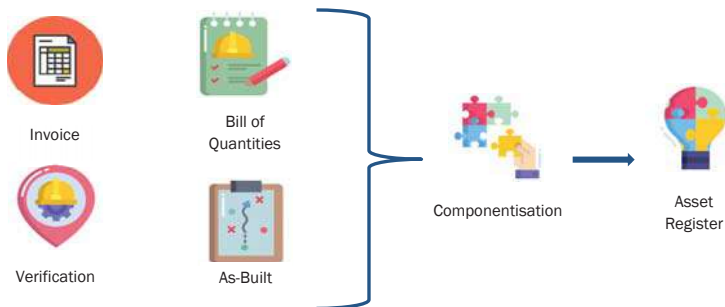 Invoice
Bill of
Quantities
Verification
As-Built
Componentisation
Asset
Register